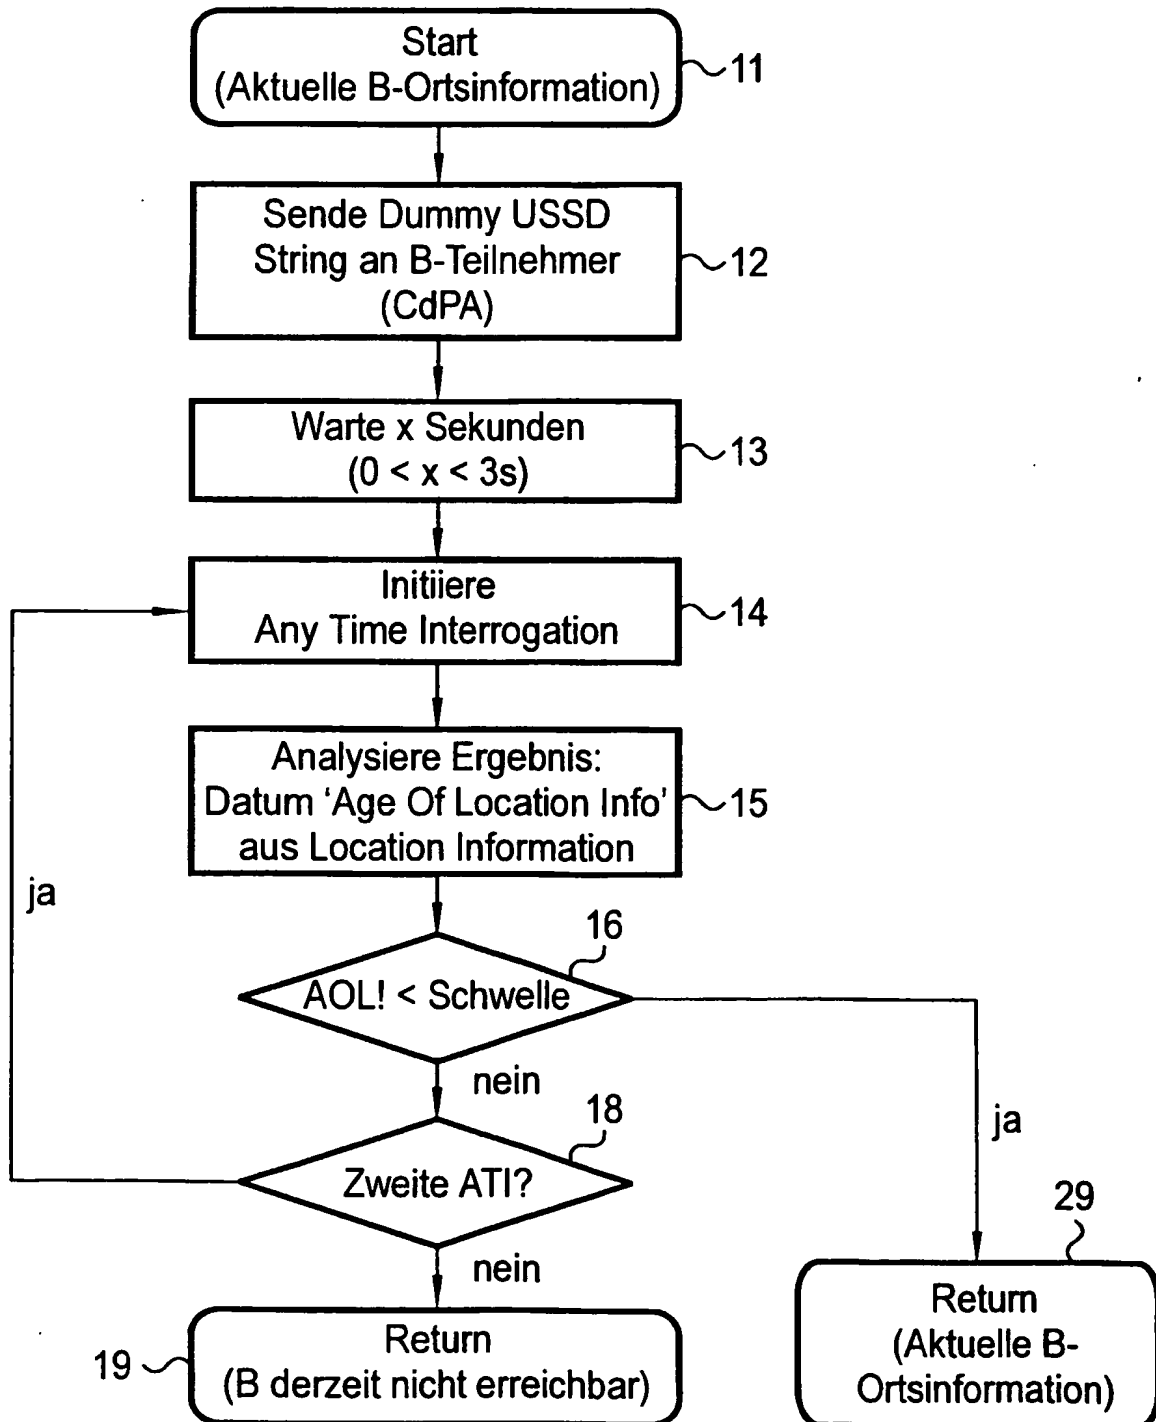 Start
(Aktuelle B-Ortsinformation)
11
Sende Dummy USSD
String an B-Teilnehmer
(CdPA)
12
Warte x Sekunden
(0 < x < 3s)
13
Initiiere
Any Time Interrogation
14
Analysiere Ergebnis:
Datum ‘Age Of Location Info’
aus Location Information
15
ja
16
AOL! < Schwelle
nein
ja
18
Zweite ATI?
nein
29
Return
(Aktuelle B-
Ortsinformation)
19
Return
(B derzeit nicht erreichbar)